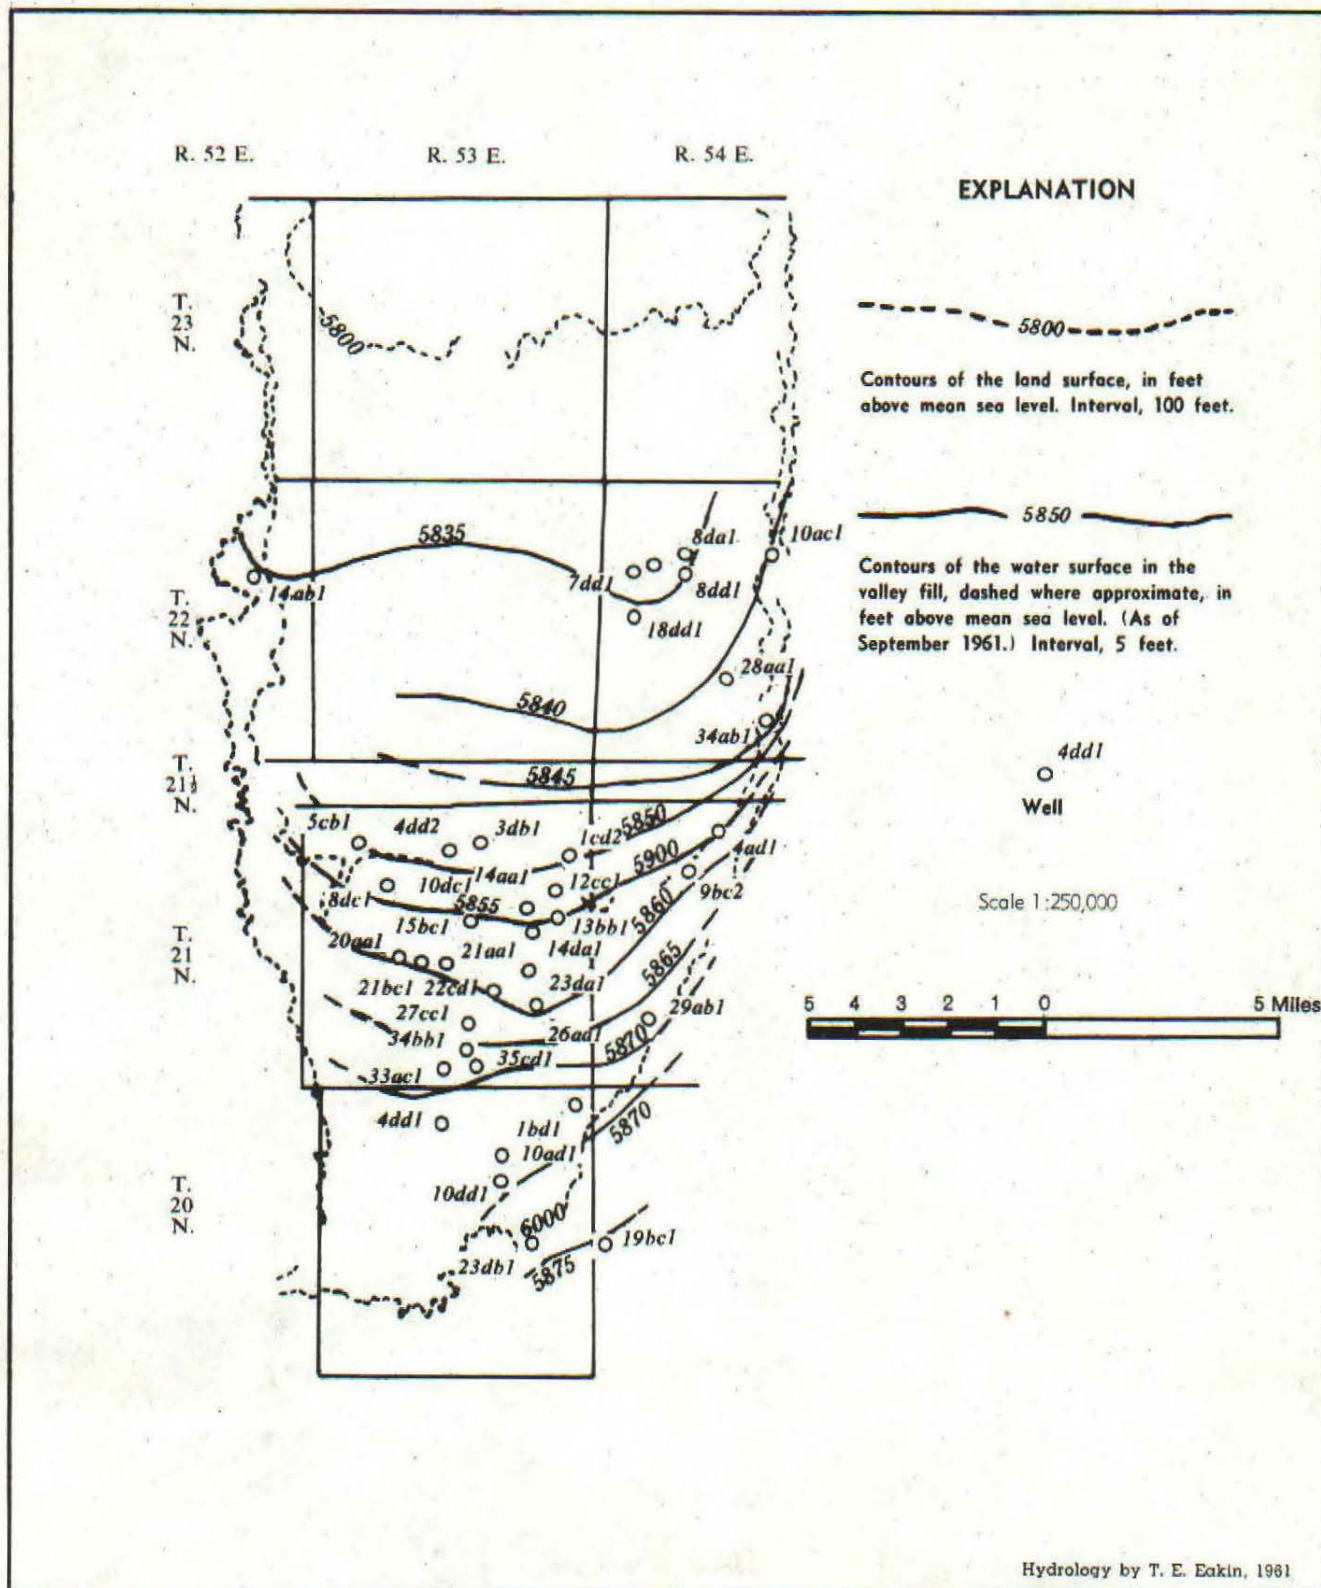 R. 52 E. R. 53 E. R. 54 E.
EXPLANATION
T.
23
N.
5800
5800
Contours of the land surface, in feet
above mean sea level. Interval, 100 feet.
5850
Contours of the water surface in the
valley fill, dashed where approximate, in
feet above mean sea level. (As of
September 1961.) Interval, 5 feet.
5835
8da1
10ac1
7dd1
8dd1
14ab1
18dd1
T.
22
N.
28aa1
5840
34ab1
T.
21½
N.
5845
4dd1
Well
5cb1
4dd2
3db1
1cd2
5850
5900
4ad1
14aa1
10dc1
12cc1
9bc2
8dc1
5855
5860
15bc1
13bb1
Scale 1:250,000
20aa1
21aa1
14da1
5865
T.
21
N.
21bc1
22cd1
23da1
27cc1
29ab1
26ad1
5870
34bb1
35cd1
33ac1
5 4 3 2 1 0 5 Miles
4dd1
1bd1
5870
10ad1
10dd1
T.
20
N.
6000
23db1
19bc1
5875
Hydrology by T. E. Eakin, 1961